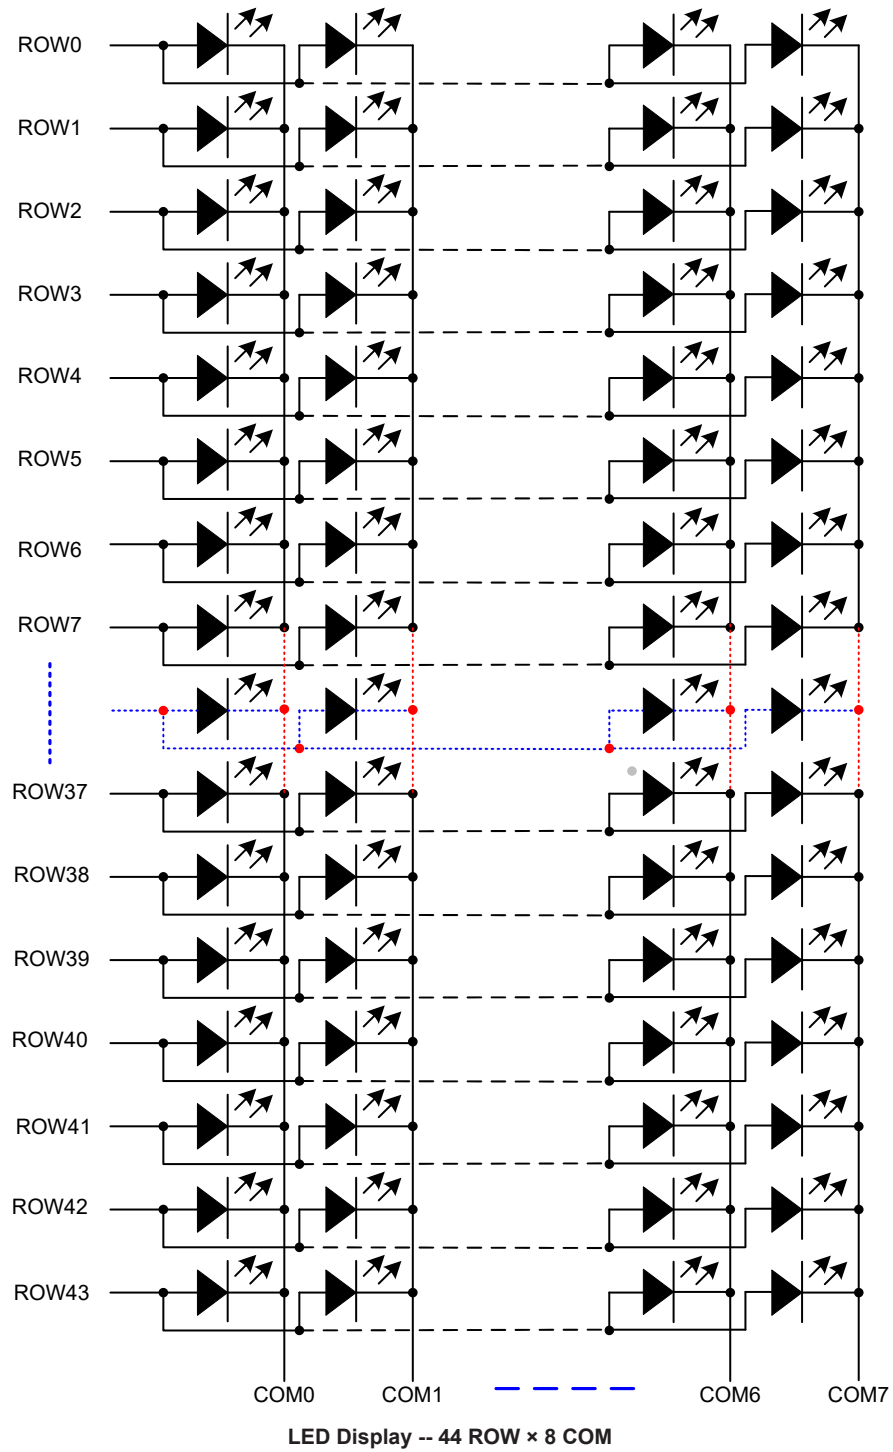 ROW0
ROW1
ROW2
ROW3
ROW4
ROW5
ROW6
ROW7
ROW37
ROW38
ROW39
ROW40
ROW41
ROW42
ROW43
COM0 COM1 COM6 COM7
LED Display -- 44 ROW × 8 COM